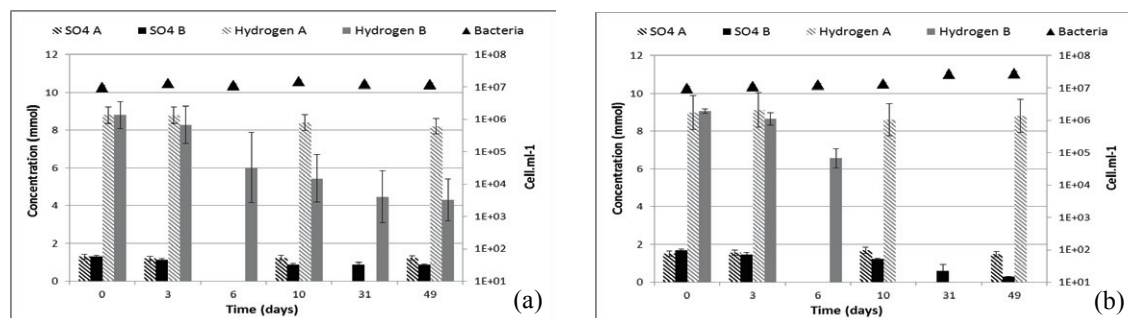 SO4 A SO4 B Hydrogen A Hydrogen B Bacteria
12
10
8
6
4
2
0
Concentration (mmol)
1E+08
1E+07
1E+06
1E+05
1E+04
1E+03
1E+02
1E+01
Cell.ml-1
0 3 6 10 31 49
Time (days)
(a)
SO4 A SO4 B Hydrogen A Hydrogen B Bacteria
12
10
8
6
4
2
0
Concentration (mmol)
1E+08
1E+07
1E+06
1E+05
1E+04
1E+03
1E+02
1E+01
Cell.ml-1
0 3 6 10 31 49
Time (days)
(b)